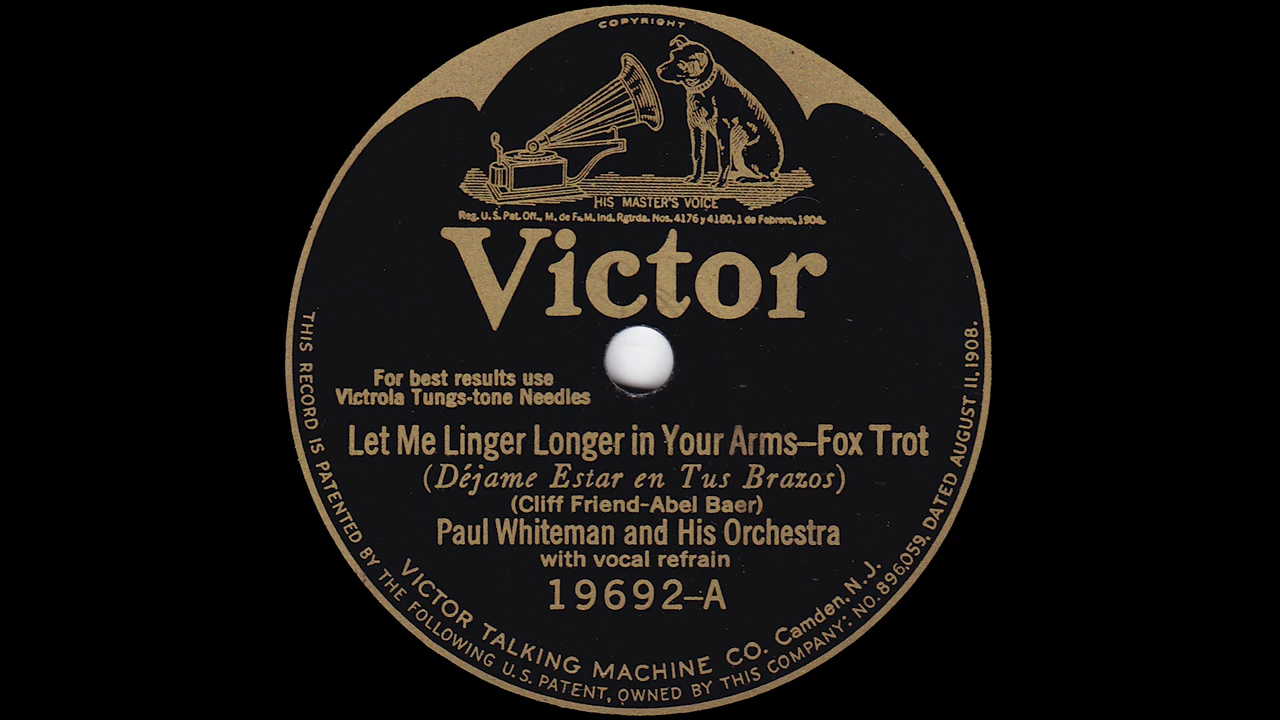 COPYRIGHT
HIS MASTER'S VOICE
Reg. U. S. Pat. Off., M. de F. M. Ind. Rgtrda. Nos. 4176 y 4180, 1 de Febrero, 1904.
Victor
For best results use
Victrola Tungs-tone Needles
Let Me Linger Longer in Your Arms—Fox Trot
(Déjame Estar en Tus Brazos)
(Cliff Friend-Abel Baer)
Paul Whiteman and His Orchestra
with vocal refrain
19692-A
VICTOR TALKING MACHINE CO. Camden, N. J.
THIS RECORD IS PATENTED BY THE FOLLOWING U. S. PATENT, OWNED BY THIS COMPANY: NO. 896,059, DATED AUGUST 11, 1908.